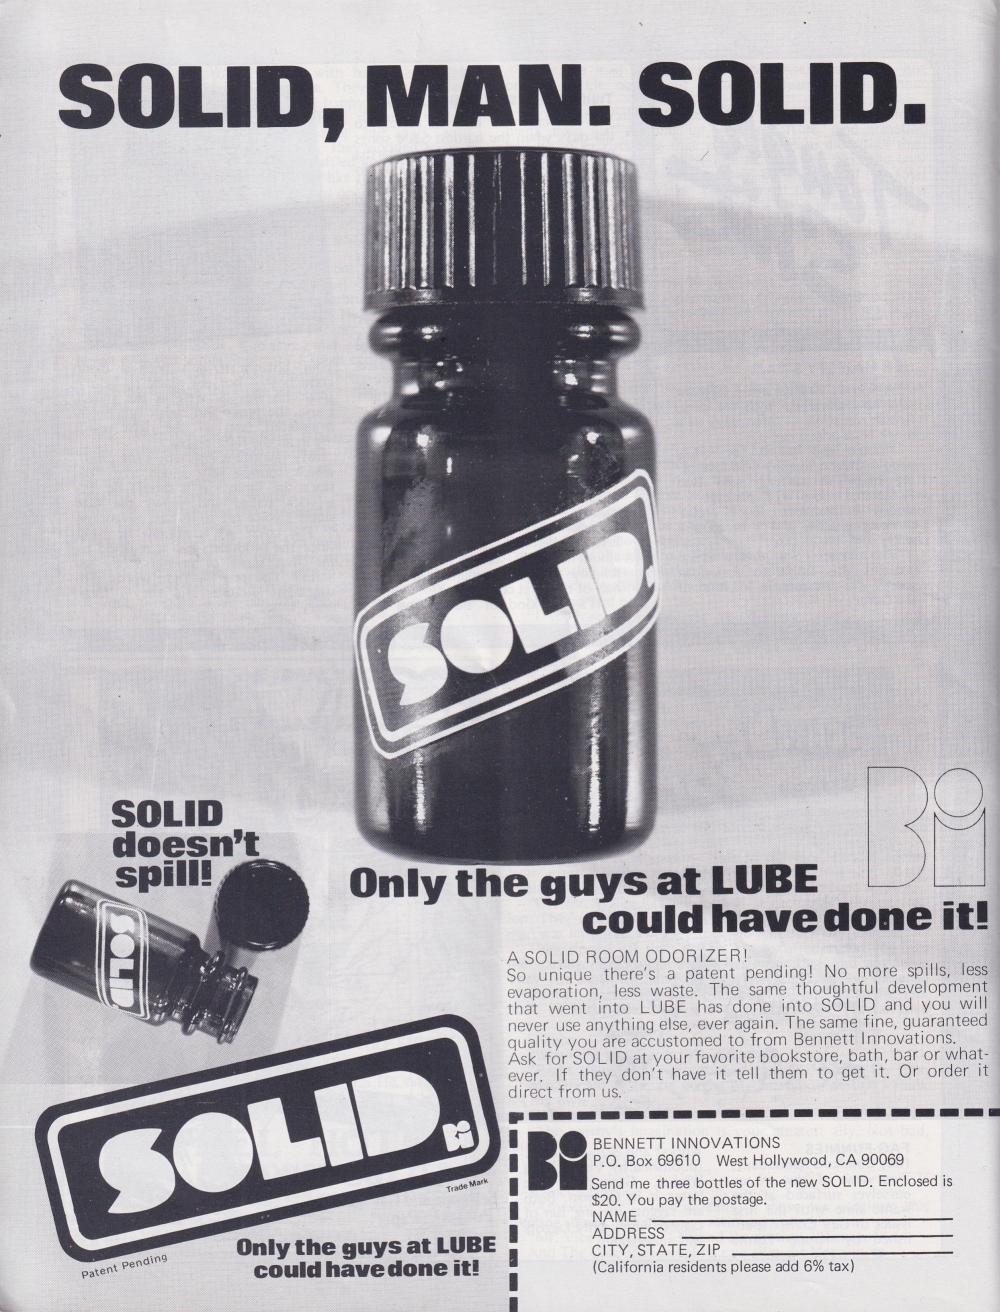 SOLID, MAN. SOLID.
SOLID.
SOLID
doesn't
spill!
SOLID
Bi
Only the guys at LUBE
could have done it!
A SOLID ROOM ODORIZER!
So unique there's a patent pending! No more spills, less
evaporation, less waste. The same thoughtful development
that went into LUBE has done into SOLID and you will
never use anything else, ever again. The same fine, guaranteed
quality you are accustomed to from Bennett Innovations.
Ask for SOLID at your favorite bookstore, bath, bar or what-
ever. If they don't have it tell them to get it. Or order it
direct from us.
SOLID.
Bi
Trade Mark
Patent Pending
Only the guys at LUBE
could have done it!
Bi
BENNETT INNOVATIONS
P.O. Box 69610 West Hollywood, CA 90069
Send me three bottles of the new SOLID. Enclosed is
$20. You pay the postage.
NAME
ADDRESS
CITY, STATE, ZIP
(California residents please add 6% tax)